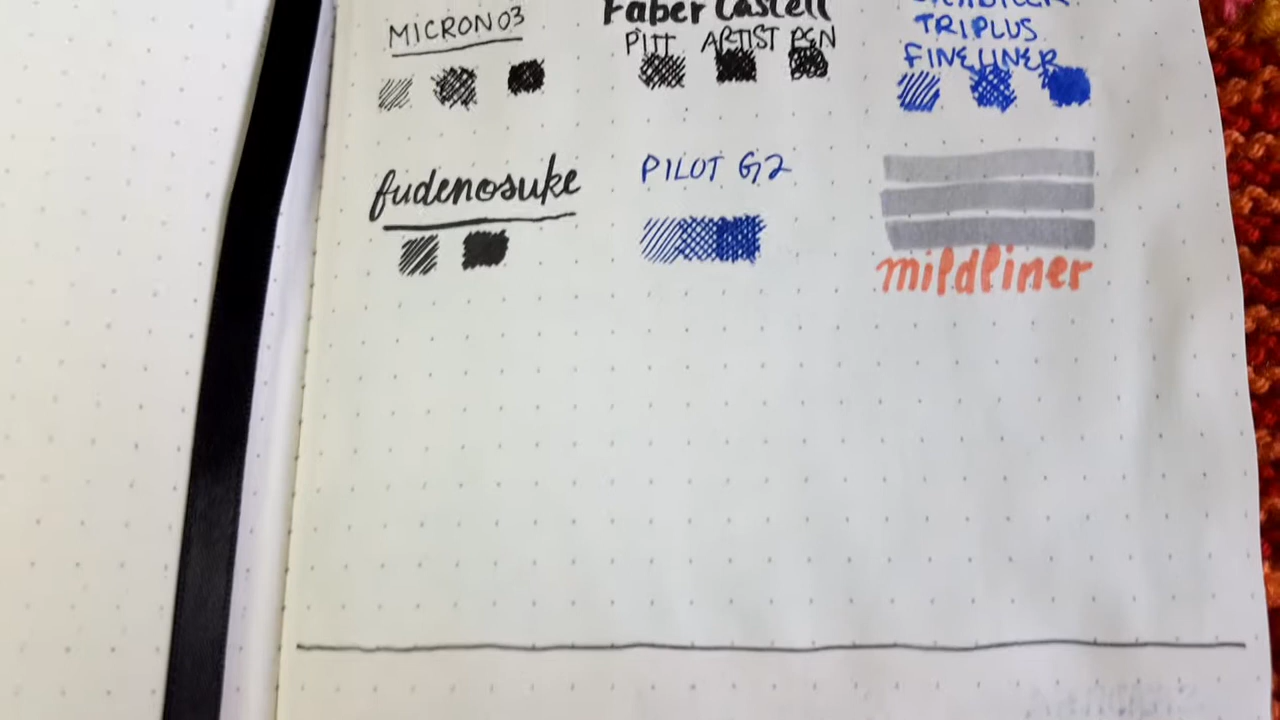 MICRON 03
Faber Castell
PITT ARTIST PEN
TRIPLUS
FINELINER
fudenosuke
PILOT G2
mildliner